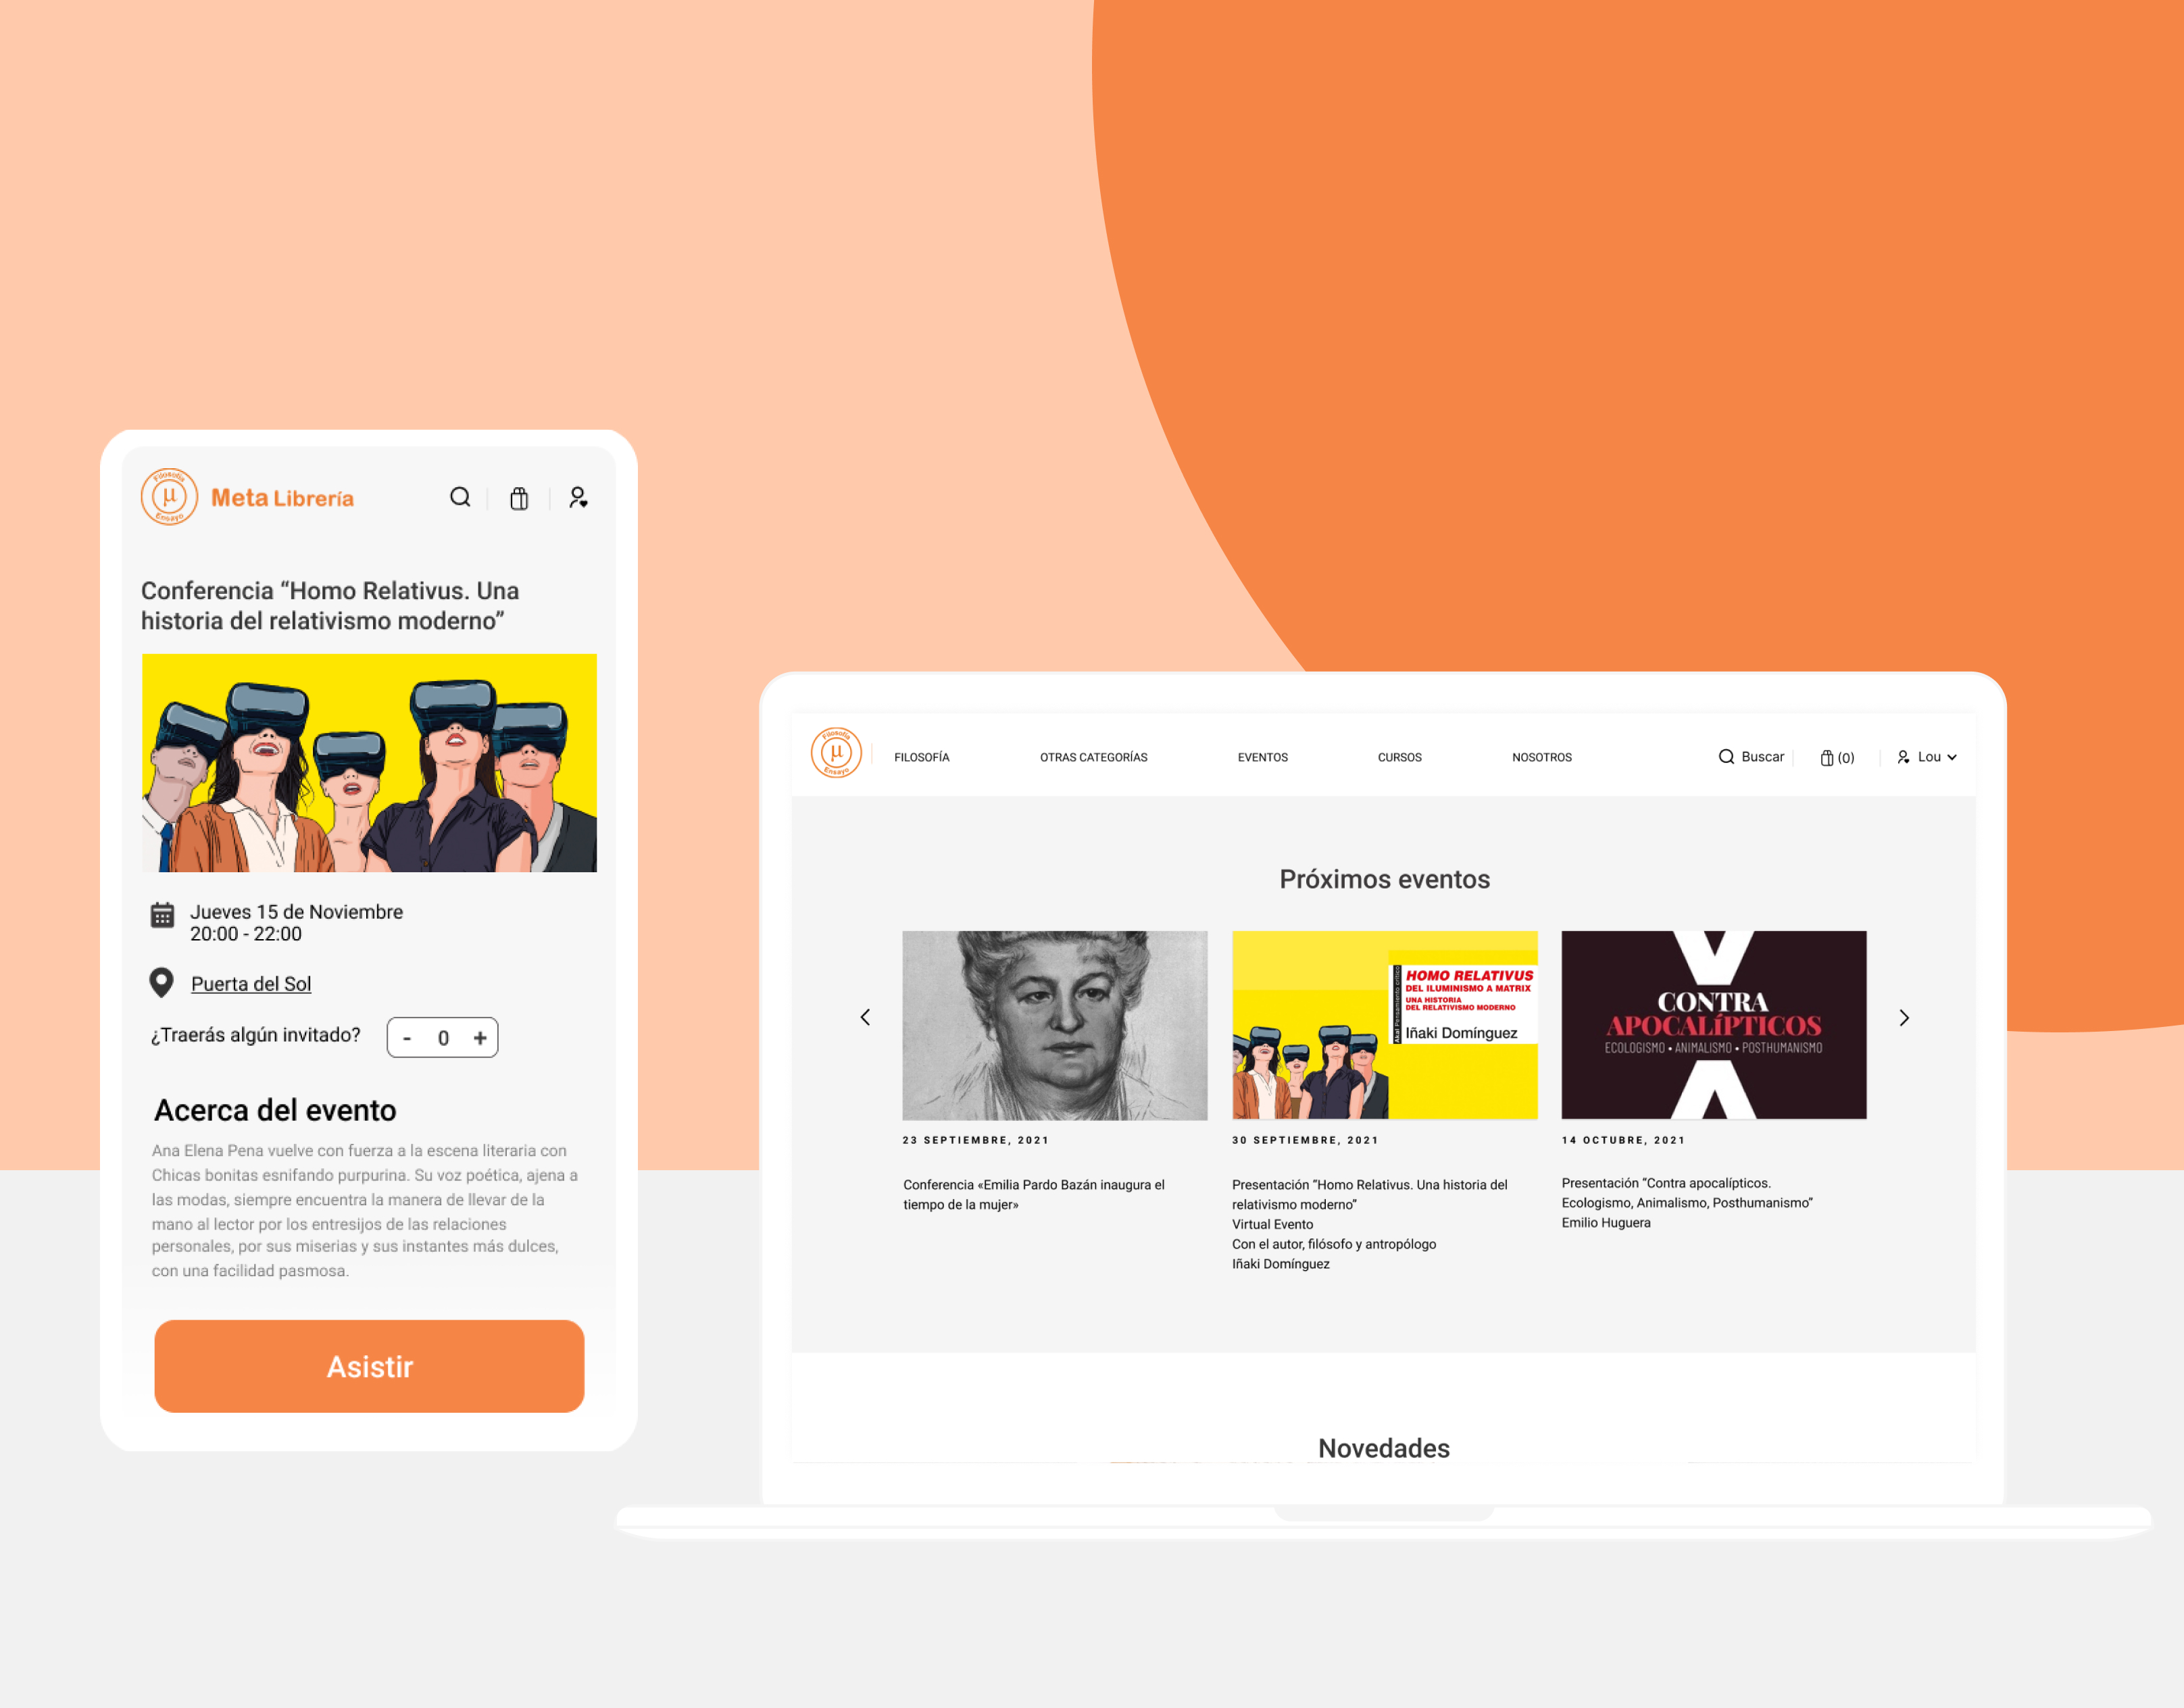 Filosofía
μ
Ensayo
Meta Librería
Conferencia “Homo Relativus. Una
historia del relativismo moderno”
Jueves 15 de Noviembre
20:00 - 22:00
Puerta del Sol
¿Traerás algún invitado?
- 0 +
Acerca del evento
Ana Elena Pena vuelve con fuerza a la escena literaria con
Chicas bonitas esnifando purpurina. Su voz poética, ajena a
las modas, siempre encuentra la manera de llevar de la
mano al lector por los entresijos de las relaciones
personales, por sus miserias y sus instantes más dulces,
con una facilidad pasmosa.
Asistir
Filosofía
μ
Ensayo
FILOSOFÍA
OTRAS CATEGORÍAS
EVENTOS
CURSOS
NOSOTROS
Buscar
(0)
Lou
Próximos eventos
23 SEPTIEMBRE, 2021
Conferencia «Emilia Pardo Bazán inaugura el
tiempo de la mujer»
Akal Pensamiento crítico
HOMO RELATIVUS
DEL ILUMINISMO A MATRIX
UNA HISTORIA
DEL RELATIVISMO MODERNO
Iñaki Domínguez
30 SEPTIEMBRE, 2021
Presentación “Homo Relativus. Una historia del
relativismo moderno”
Virtual Evento
Con el autor, filósofo y antropólogo
Iñaki Domínguez
CONTRA
APOCALÍPTICOS
ECOLOGISMO • ANIMALISMO • POSTHUMANISMO
14 OCTUBRE, 2021
Presentación “Contra apocalípticos.
Ecologismo, Animalismo, Posthumanismo”
Emilio Huguera
Novedades